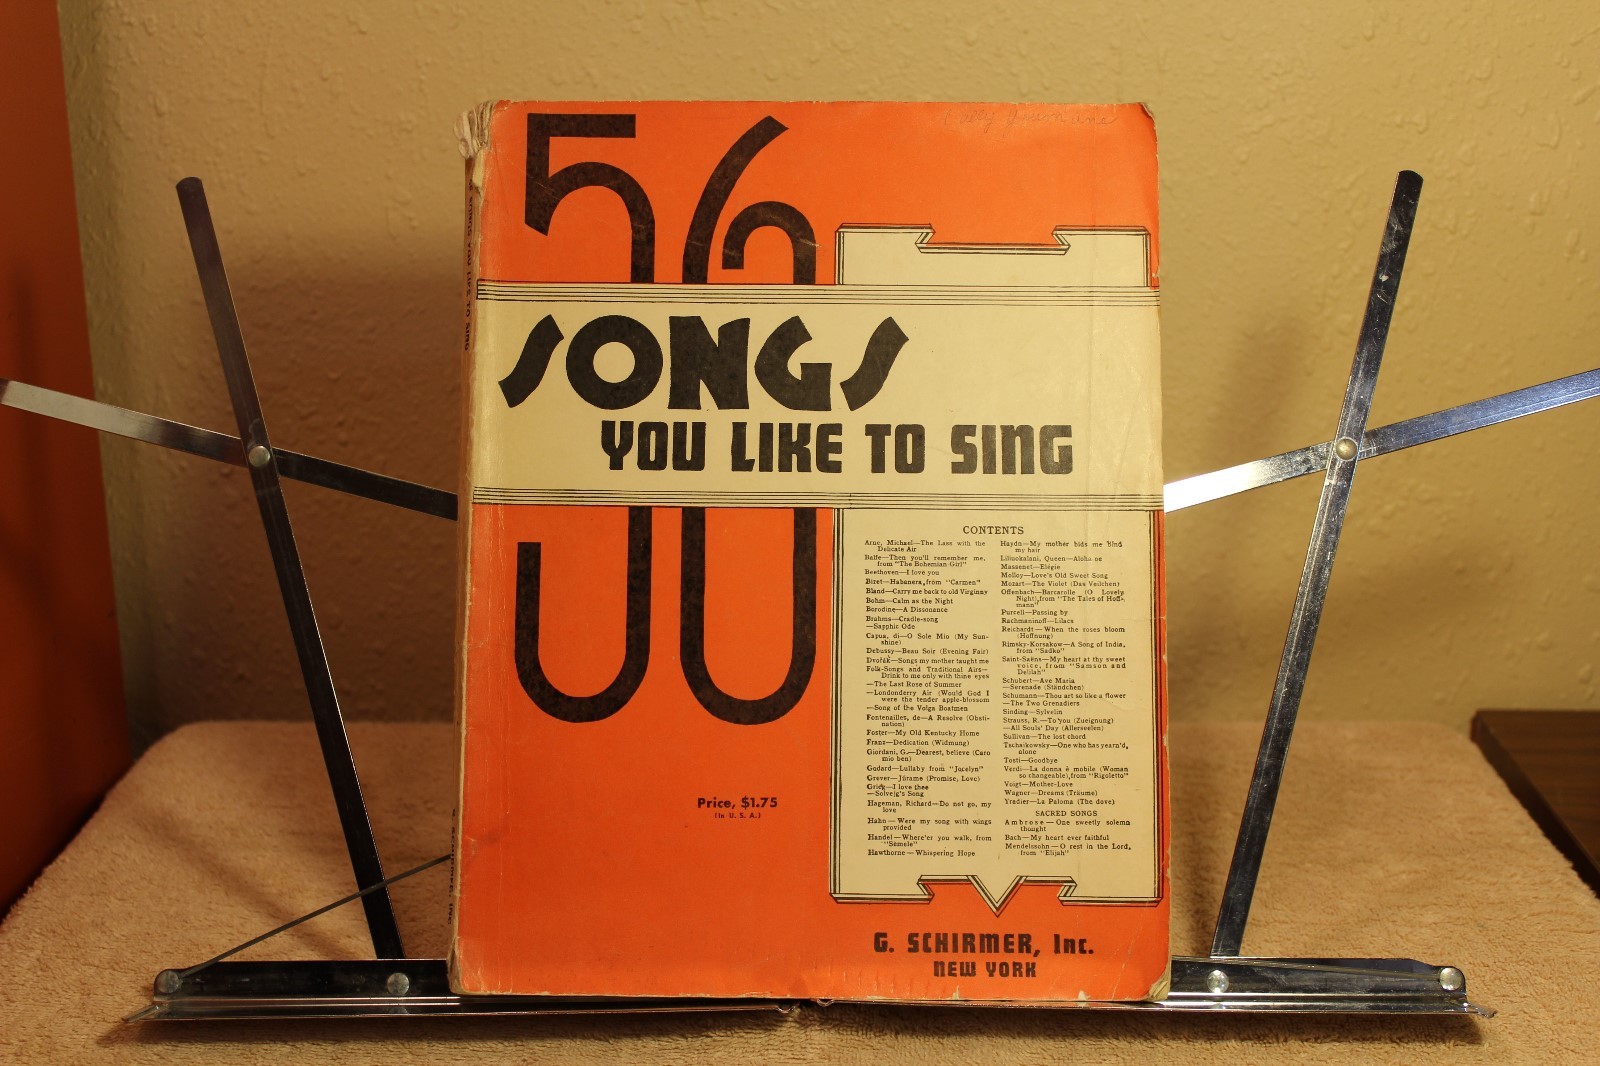 56
SONGS
YOU LIKE TO SING
CONTENTS
Arne, Michael—The Lass with the
Delicate Air
Balfe—Then you'll remember me,
from "The Bohemian Girl"
Beethoven—I love you
Bizet—Habanera, from "Carmen"
Bland—Carry me back to old Virginny
Bohm—Calm as the Night
Borodine—A Dissonance
Brahms—Cradle-song
—Sapphic Ode
Capua, di—O Sole Mio (My Sun-
shine)
Debussy—Beau Soir (Evening Fair)
Dvořák—Songs my mother taught me
Folk-Songs and Traditional Airs—
Drink to me only with thine eyes
—The Last Rose of Summer
—Londonderry Air (Would God I
were the tender apple-blossom
—Song of the Volga Boatmen
Fontenailles, de—A Resolve (Obsti-
nation)
Foster—My Old Kentucky Home
Franz—Dedication (Widmung)
Giordani, G.—Dearest, believe (Caro
mio ben)
Godard—Lullaby from "Jocelyn"
Grever—Júrame (Promise, Love)
Grieg—I love thee
—Solvejg's Song
Hageman, Richard—Do not go, my
love
Hahn—Were my song with wings
provided
Handel—Where'er you walk, from
"Semele"
Hawthorne—Whispering Hope
Haydn—My mother bids me bind
my hair
Liliuokalani, Queen—Aloha oe
Massenet—Elégie
Molloy—Love's Old Sweet Song
Mozart—The Violet (Das Veilchen)
Offenbach—Barcarolle (O Lovely
Night), from "The Tales of Hoff-
mann"
Purcell—Passing by
Rachmaninoff—Lilacs
Reichardt—When the roses bloom
(Hoffnung)
Rimsky-Korsakow—A Song of India,
from "Sadko"
Saint-Saëns—My heart at thy sweet
voice, from "Samson and
Delilah"
Schubert—Ave Maria
—Serenade (Ständchen)
Schumann—Thou art so like a flower
—The Two Grenadiers
Sinding—Sylvelin
Strauss, R.—To you (Zueignung)
—All Souls' Day (Allerseelen)
Sullivan—The lost chord
Tschaikowsky—One who has yearn'd,
alone
Tosti—Goodbye
Verdi—La donna è mobile (Woman
so changeable), from "Rigoletto"
Voigt—Mother-Love
Wagner—Dreams (Träume)
Yradier—La Paloma (The dove)
SACRED SONGS
Ambrose—One sweetly solemn
thought
Bach—My heart ever faithful
Mendelssohn—O rest in the Lord,
from "Elijah"
Price, $1.75
(In U. S. A.)
G. SCHIRMER, Inc.
NEW YORK
SONGS YOU LIKE TO SING
G. SCHIRMER, INC.